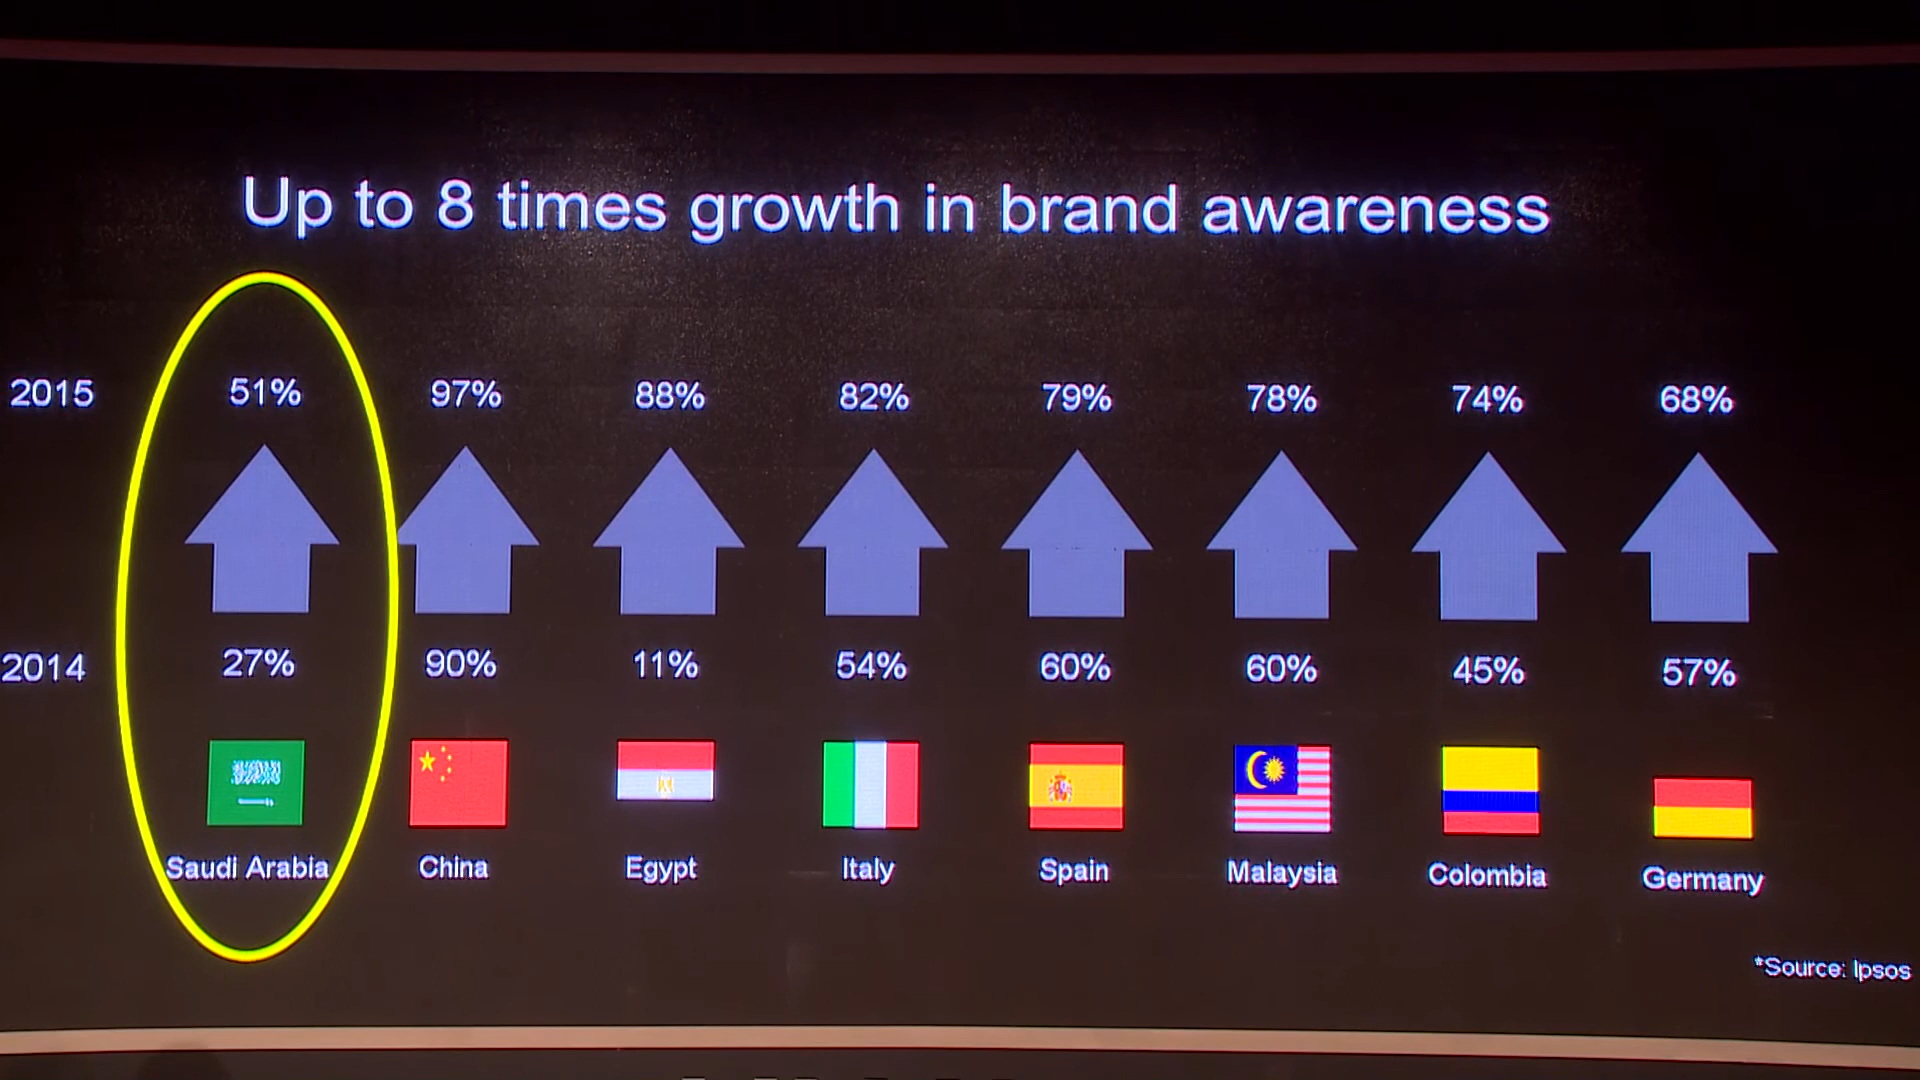 Up to 8 times growth in brand awareness
2015 51% 97% 88% 82% 79% 78% 74% 68%
2014 27% 90% 11% 54% 60% 60% 45% 57%
Saudi Arabia China Egypt Italy Spain Malaysia Colombia Germany
*Source: Ipsos